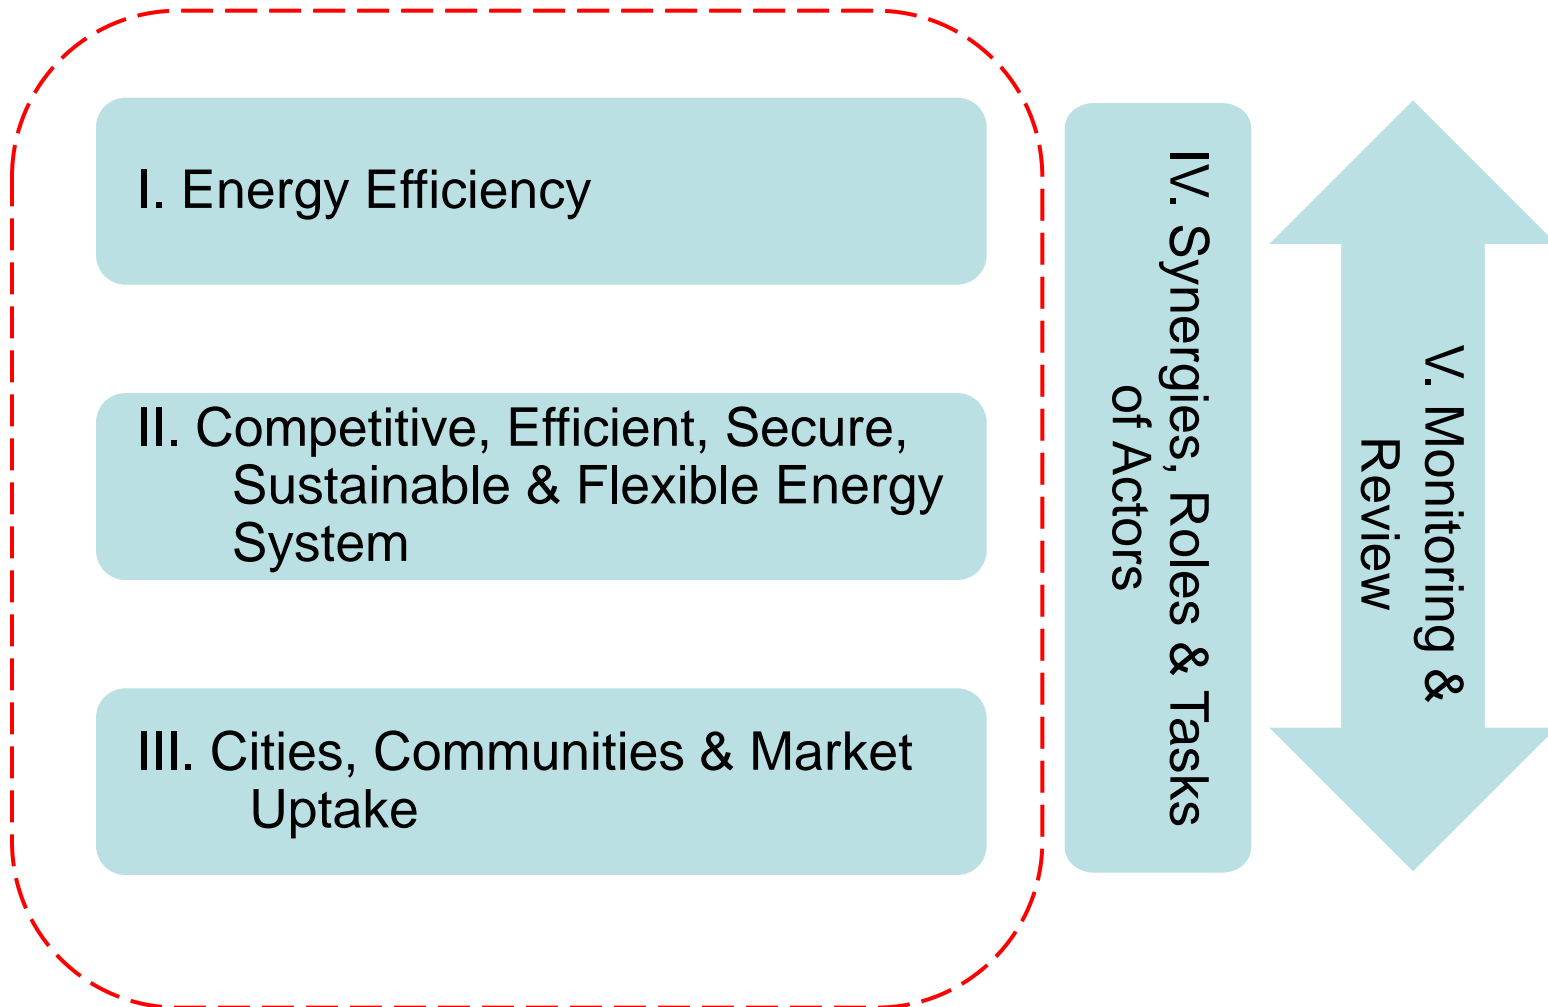 I. Energy Efficiency
II. Competitive, Efficient, Secure,
Sustainable & Flexible Energy
System
III. Cities, Communities & Market
Uptake
IV. Synergies, Roles & Tasks
of Actors
V. Monitoring &
Review